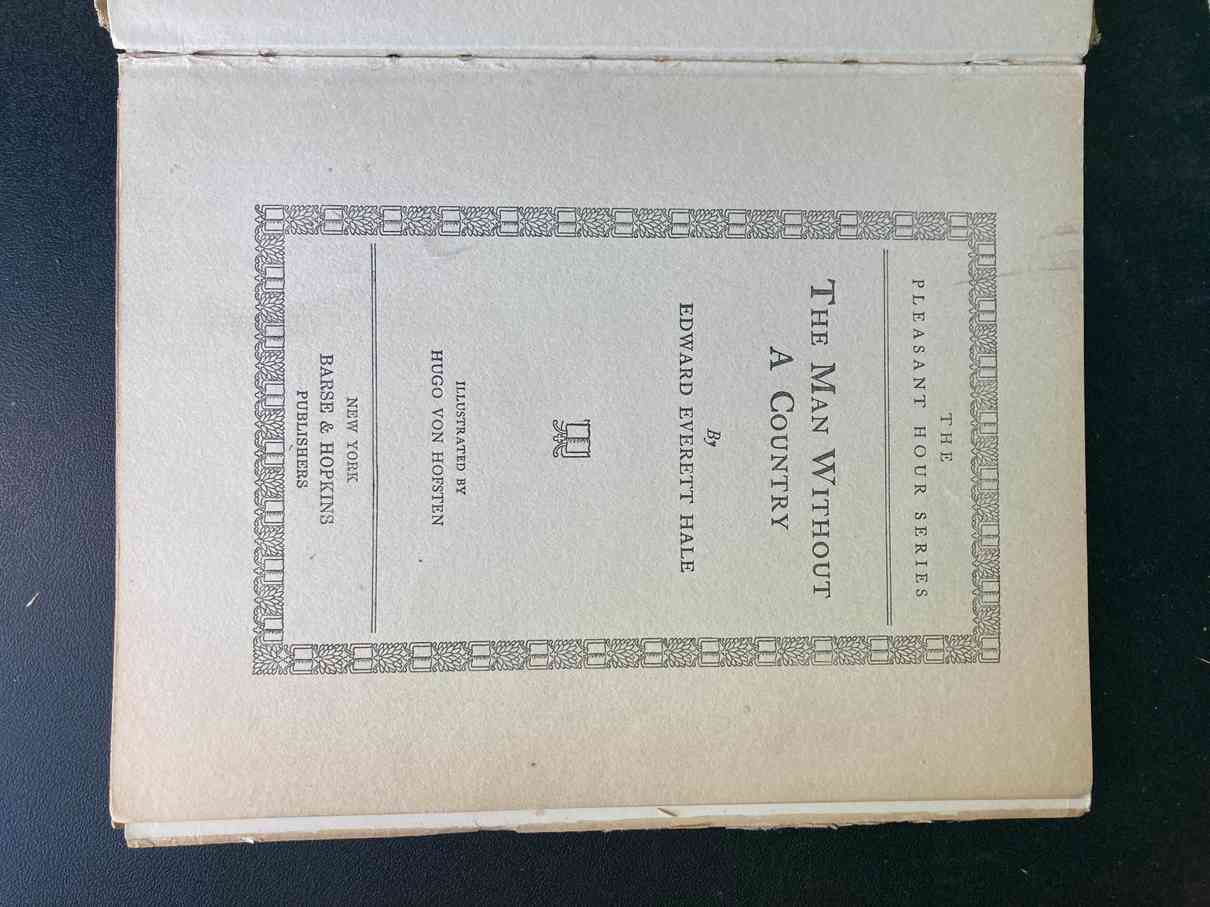 THE
PLEASANT HOUR SERIES
THE MAN WITHOUT
A COUNTRY
By
EDWARD EVERETT HALE
ILLUSTRATED BY
HUGO VON HOFSTEN
NEW YORK
BARSE & HOPKINS
PUBLISHERS